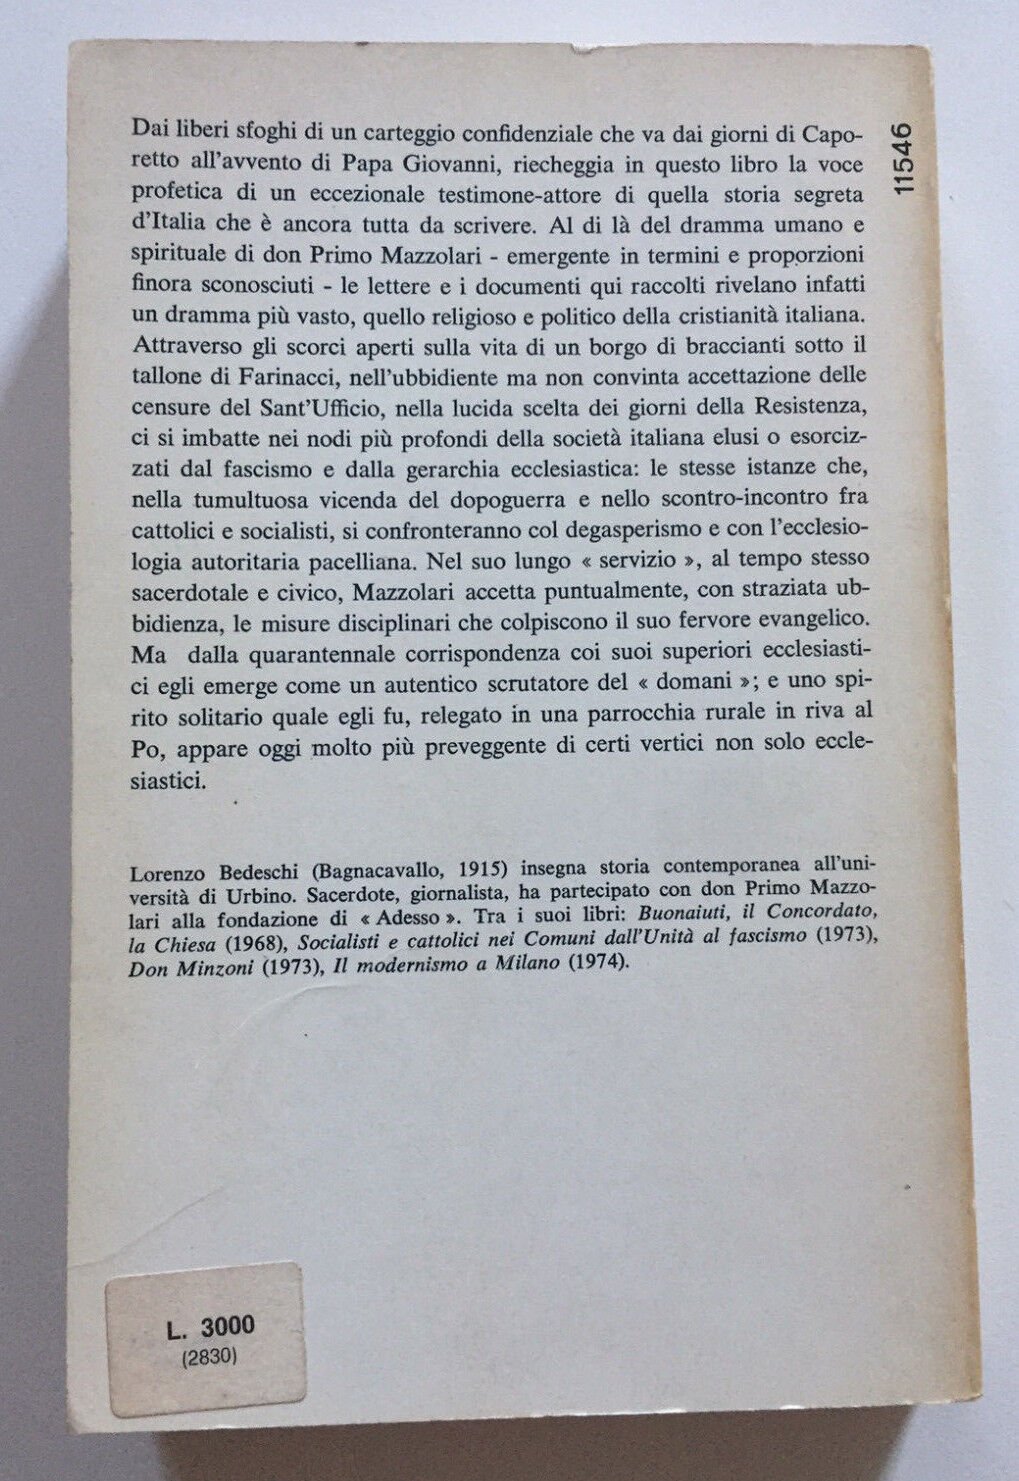 Dai liberi sfoghi di un carteggio confidenziale che va dai giorni di Capo-
retto all'avvento di Papa Giovanni, riecheggia in questo libro la voce
profetica di un eccezionale testimone-attore di quella storia segreta
d'Italia che è ancora tutta da scrivere. Al di là del dramma umano e
spirituale di don Primo Mazzolari - emergente in termini e proporzioni
finora sconosciuti - le lettere e i documenti qui raccolti rivelano infatti
un dramma più vasto, quello religioso e politico della cristianità italiana.
Attraverso gli scorci aperti sulla vita di un borgo di braccianti sotto il
tallone di Farinacci, nell'ubbidiente ma non convinta accettazione delle
censure del Sant'Ufficio, nella lucida scelta dei giorni della Resistenza,
ci si imbatte nei nodi più profondi della società italiana elusi o esorciz-
zati dal fascismo e dalla gerarchia ecclesiastica: le stesse istanze che,
nella tumultuosa vicenda del dopoguerra e nello scontro-incontro fra
cattolici e socialisti, si confronteranno col degasperismo e con l'ecclesio-
logia autoritaria pacelliana. Nel suo lungo « servizio », al tempo stesso
sacerdotale e civico, Mazzolari accetta puntualmente, con straziata ub-
bidienza, le misure disciplinari che colpiscono il suo fervore evangelico.
Ma dalla quarantennale corrispondenza coi suoi superiori ecclesiasti-
ci egli emerge come un autentico scrutatore del « domani »; e uno spi-
rito solitario quale egli fu, relegato in una parrocchia rurale in riva al
Po, appare oggi molto più preveggente di certi vertici non solo eccle-
siastici.
Lorenzo Bedeschi (Bagnacavallo, 1915) insegna storia contemporanea all'uni-
versità di Urbino. Sacerdote, giornalista, ha partecipato con don Primo Mazzo-
lari alla fondazione di « Adesso ». Tra i suoi libri: Buonaiuti, il Concordato,
la Chiesa (1968), Socialisti e cattolici nei Comuni dall'Unità al fascismo (1973),
Don Minzoni (1973), Il modernismo a Milano (1974).
11546
L. 3000
(2830)